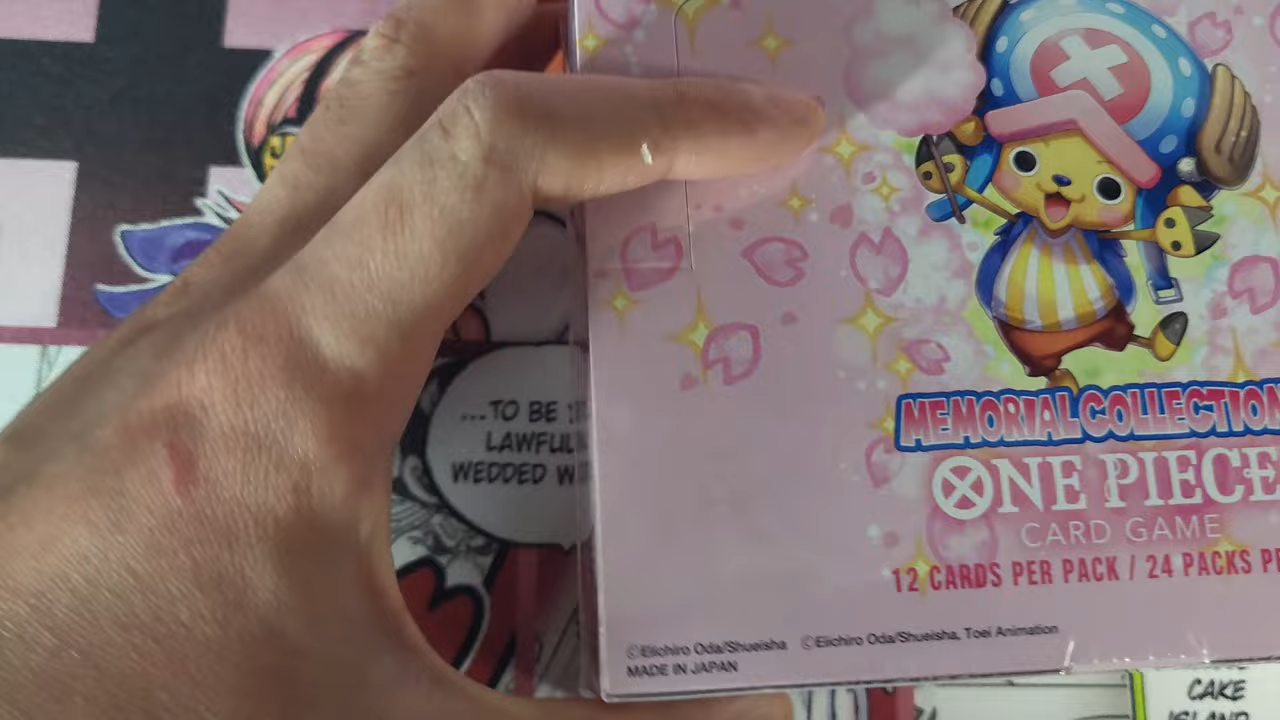 ...TO BE
LAWFUL
WEDDED
MEMORIAL COLLECTION
ONE PIECE
CARD GAME
12 CARDS PER PACK / 24 PACKS
©Eiichiro Oda/Shueisha ©Eiichiro Oda/Shueisha, Toei Animation
MADE IN JAPAN
CAKE
ISLAND